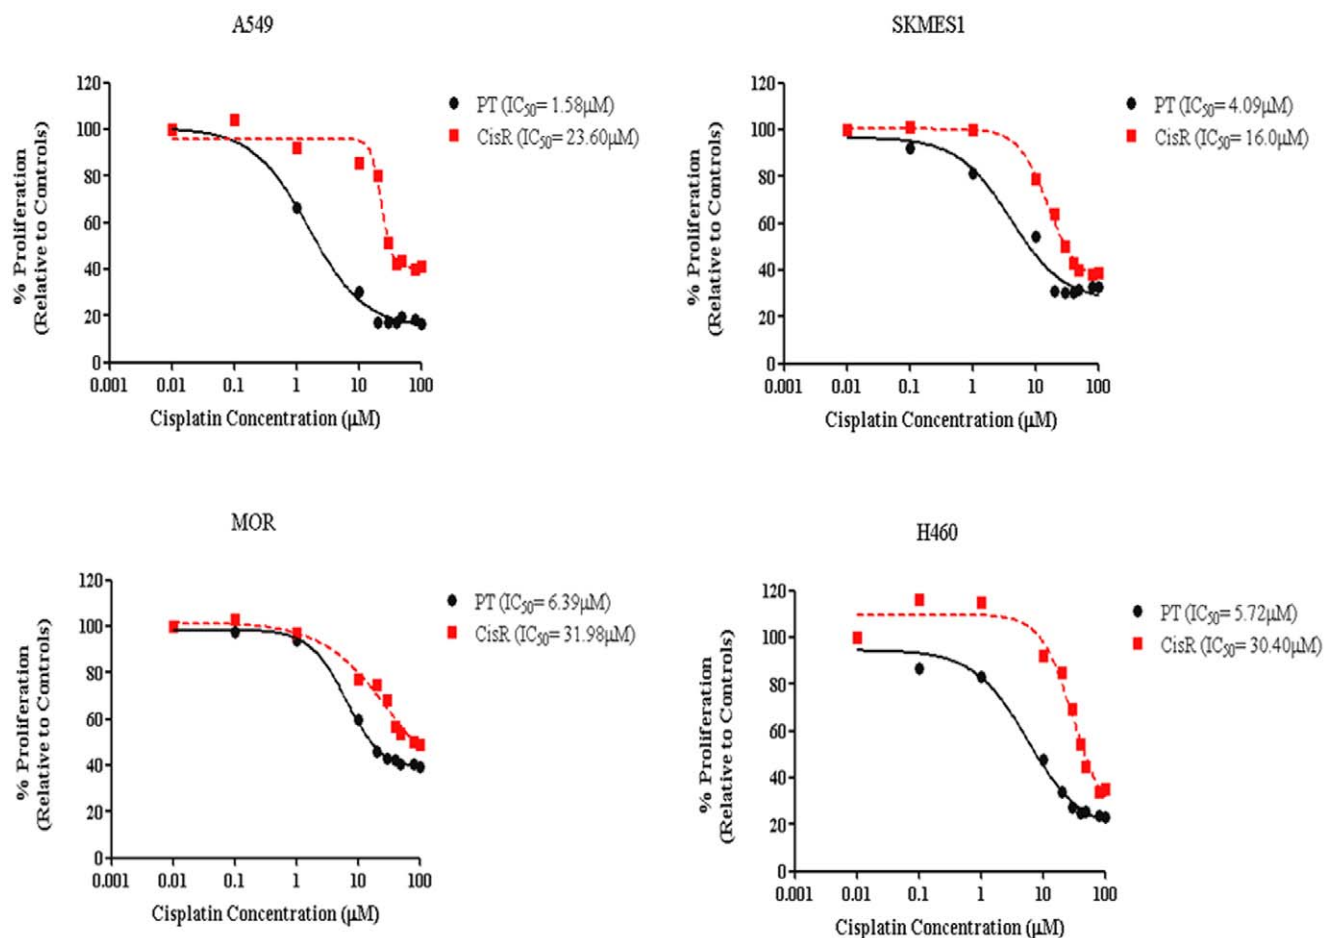 A549
120
100
80
60
40
20
0
% Proliferation
(Relative to Controls)
0.001 0.01 0.1 1 10 100
Cisplatin Concentration (µM)
PT (IC50= 1.58µM)
CisR (IC50= 23.60µM)
SKMES1
120
100
80
60
40
20
0
% Proliferation
(Relative to Controls)
0.001 0.01 0.1 1 10 100
Cisplatin Concentration (µM)
PT (IC50= 4.09µM)
CisR (IC50= 16.0µM)
MOR
120
100
80
60
40
20
0
% Proliferation
(Relative to Controls)
0.001 0.01 0.1 1 10 100
Cisplatin Concentration (µM)
PT (IC50= 6.39µM)
CisR (IC50= 31.98µM)
H460
120
100
80
60
40
20
0
% Proliferation
(Relative to Controls)
0.001 0.01 0.1 1 10 100
Cisplatin Concentration (µM)
PT (IC50= 5.72µM)
CisR (IC50= 30.40µM)